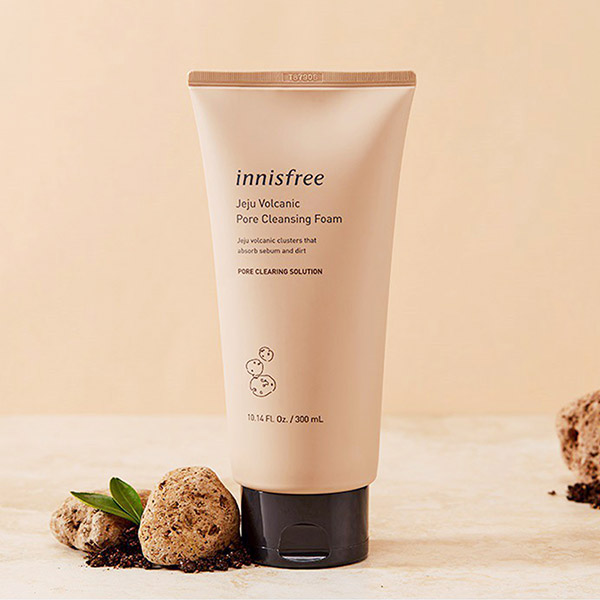 innisfree
Jeju Volcanic
Pore Cleansing Foam
Jeju volcanic clusters that
absorb sebum and dirt
PORE CLEARING SOLUTION
10.14 Fl. Oz. / 300 mL